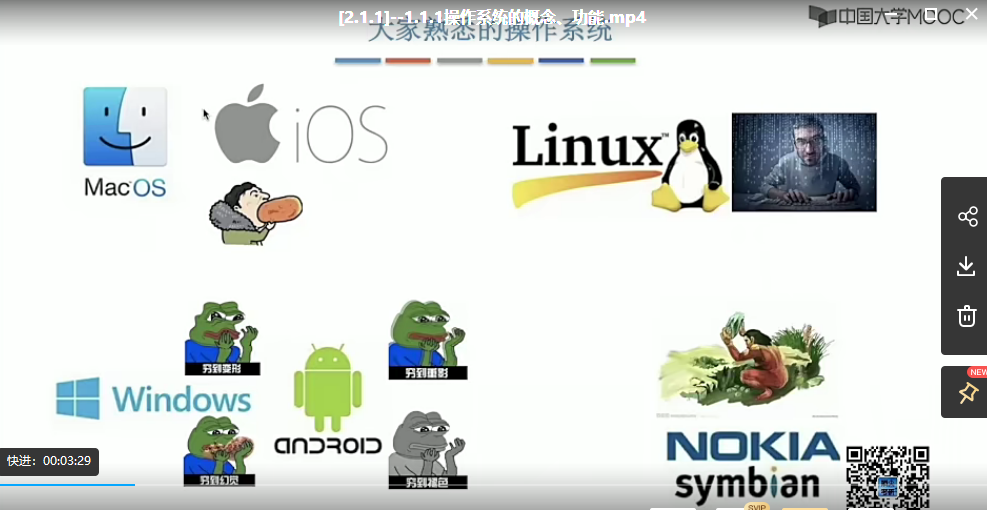 [2.1.1]--1.1.1操作系统的概念、功能.mp4
中国大学MOOC
大家熟悉的操作系统
Mac OS
iOS
Linux™
穷到变形
穷到重影
Windows
ANDROID
穷到幻觉
穷到褪色
NOKIA
symbian
快进：00:03:29
NEW
SVIP